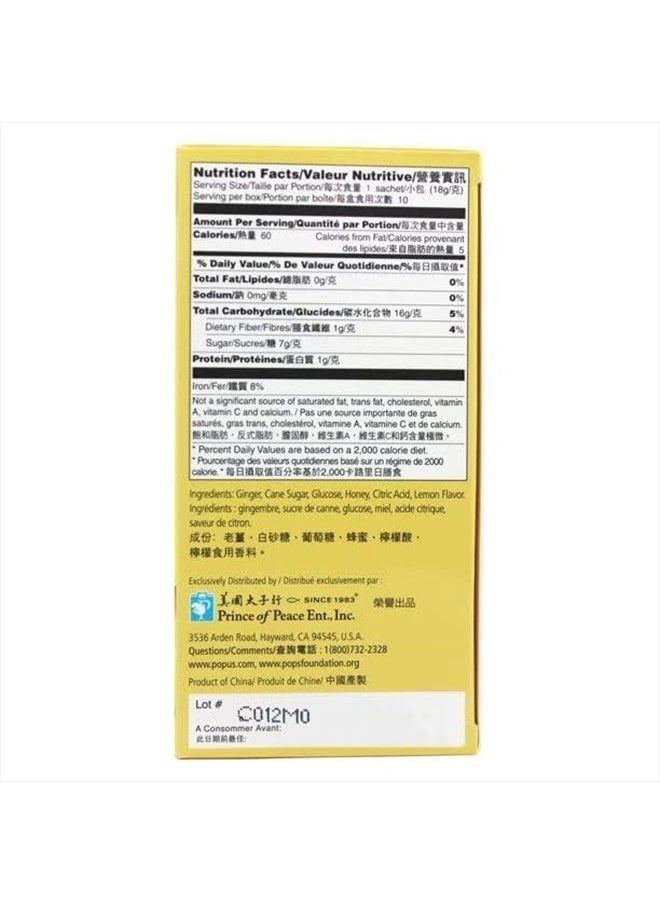 Nutrition Facts/Valeur Nutritive/營養資訊
Serving Size/Taille par Portion/每次食量 1 sachet/小包 (18g/克)
Serving per box/Portion par boîte/每盒食用次數 10
Amount Per Serving/Quantité par Portion/每次食量中含量
Calories/熱量 60
Calories from Fat/Calories provenant
des lipides/來自脂肪的熱量 5
% Daily Value/% De Valeur Quotidienne/%每日攝取值*
Total Fat/Lipides/總脂肪 0g/克 0%
Sodium/鈉 0mg/毫克 0%
Total Carbohydrate/Glucides/碳水化合物 16g/克 5%
Dietary Fiber/Fibres/膳食纖維 1g/克 4%
Sugar/Sucres/糖 7g/克
Protein/Protéines/蛋白質 1g/克
Iron/Fer/鐵質 8%
Not a significant source of saturated fat, trans fat, cholesterol, vitamin
A, vitamin C and calcium. / Pas une source importante de gras
saturés, gras trans, cholestérol, vitamine A, vitamine C et de calcium.
飽和脂肪，反式脂肪，膽固醇，維生素A，維生素C和鈣含量極微。
* Percent Daily Values are based on a 2,000 calorie diet.
* Pourcentage des valeurs quotidiennes basé sur un régime de 2000
calorie. * 每日攝取值百分率基於2,000卡路里日膳食
Ingredients: Ginger, Cane Sugar, Glucose, Honey, Citric Acid, Lemon Flavor.
Ingrédients : gingembre, sucre de canne, glucose, miel, acide citrique,
saveur de citron.
成份：老薑、白砂糖、葡萄糖、蜂蜜、檸檬酸、
檸檬食用香料。
Exclusively Distributed by / Distribué exclusivement par :
美國太子行 SINCE 1983® 榮譽出品
Prince of Peace Ent., Inc.
3536 Arden Road, Hayward, CA 94545, U.S.A.
Questions/Comments/查詢電話 : 1(800)732-2328
www.popus.com, www.popsfoundation.org
Product of China/ Produit de Chine/ 中國產製
Lot #
C012M0
A Consommer Avant:
此日期前最佳: